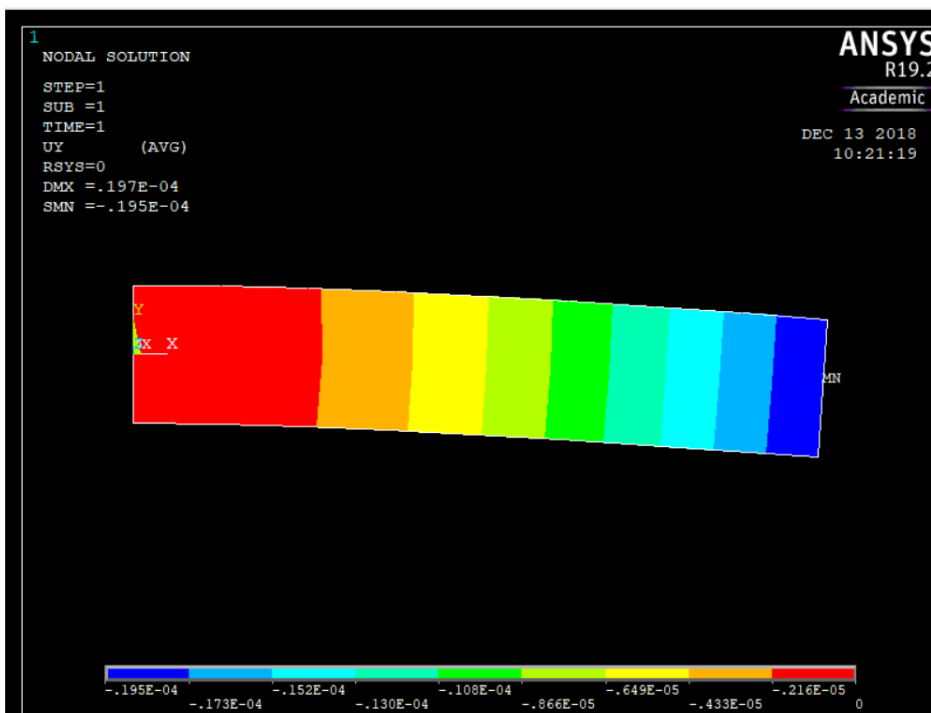 1
NODAL SOLUTION
STEP=1
SUB =1
TIME=1
UY (AVG)
RSYS=0
DMX =.197E-04
SMN =-.195E-04
ANSYS
R19.2
Academic
DEC 13 2018
10:21:19
Y
X X
MN
-.195E-04 -.152E-04 -.108E-04 -.649E-05 -.216E-05
-.173E-04 -.130E-04 -.866E-05 -.433E-05 0